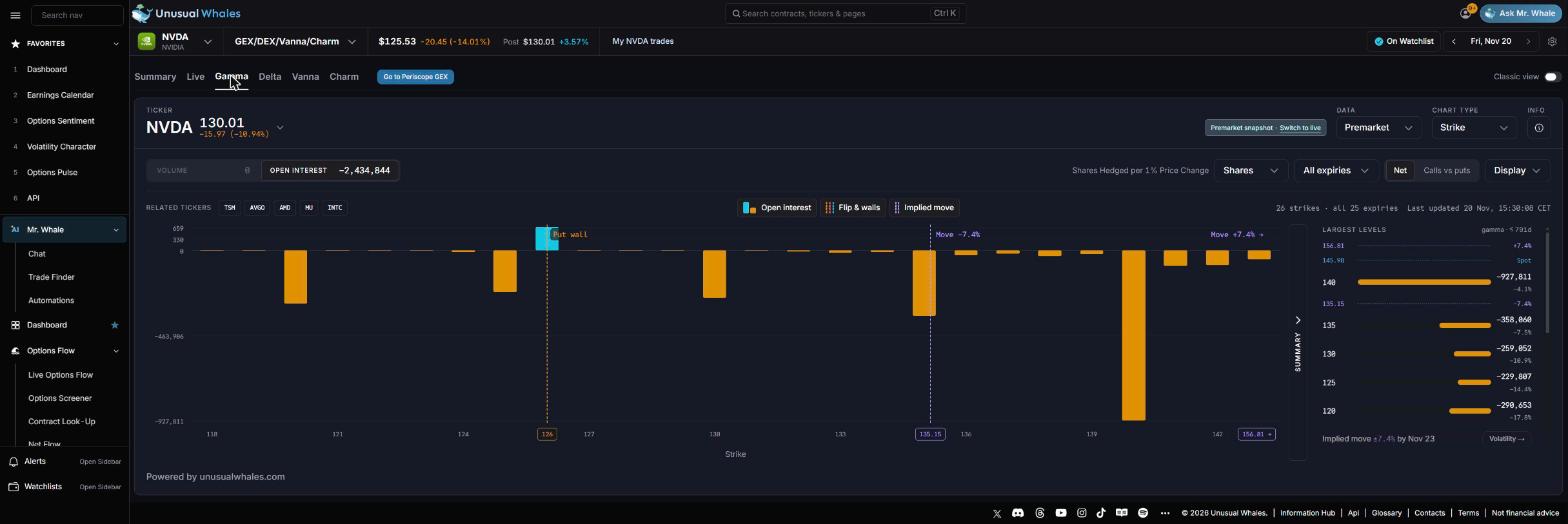 Search nav
Unusual Whales
Search contracts, tickers & pages
Ctrl K
9+
Ask Mr. Whale
FAVORITES
1 Dashboard
2 Earnings Calendar
3 Options Sentiment
4 Volatility Character
5 Options Pulse
6 API
AI Mr. Whale
Chat
Trade Finder
Automations
Dashboard
Options Flow
Live Options Flow
Options Screener
Contract Look-Up
Net Flow
Alerts Open Sidebar
Watchlists Open Sidebar
NVDA
NVIDIA
GEX/DEX/Vanna/Charm
$125.53 -20.45 (-14.01%) Post $130.01 +3.57%
My NVDA trades
On Watchlist
Fri, Nov 20
Summary Live Gamma Delta Vanna Charm
Go to Periscope GEX
Classic view
TICKER
NVDA 130.01
-15.97 (-10.94%)
Premarket snapshot · Switch to live
DATA
Premarket
CHART TYPE
Strike
INFO
VOLUME 0
OPEN INTEREST -2,434,844
Shares Hedged per 1% Price Change
Shares
All expiries
Net
Calls vs puts
Display
RELATED TICKERS TSM AVGO AMD MU INTC
Open interest
Flip & walls
Implied move
26 strikes · all 25 expiries Last updated 20 Nov, 15:30:08 CET
659
330
0
-463,906
-927,811
Put wall
Move -7.4%
Move +7.4% →
118 121 124 126 127 130 133 135.15 136 139 142 156.81 →
Strike
SUMMARY
LARGEST LEVELS
156.81 +7.4%
145.98 Spot
140 -927,811
-4.1%
135.15 -7.4%
135 -358,060
-7.5%
130 -259,052
-10.9%
125 -229,807
-14.4%
120 -290,653
-17.8%
Implied move ±7.4% by Nov 23
Volatility →
Powered by unusualwhales.com
© 2026 Unusual Whales. Information Hub Api Glossary Contacts Terms Not financial advice